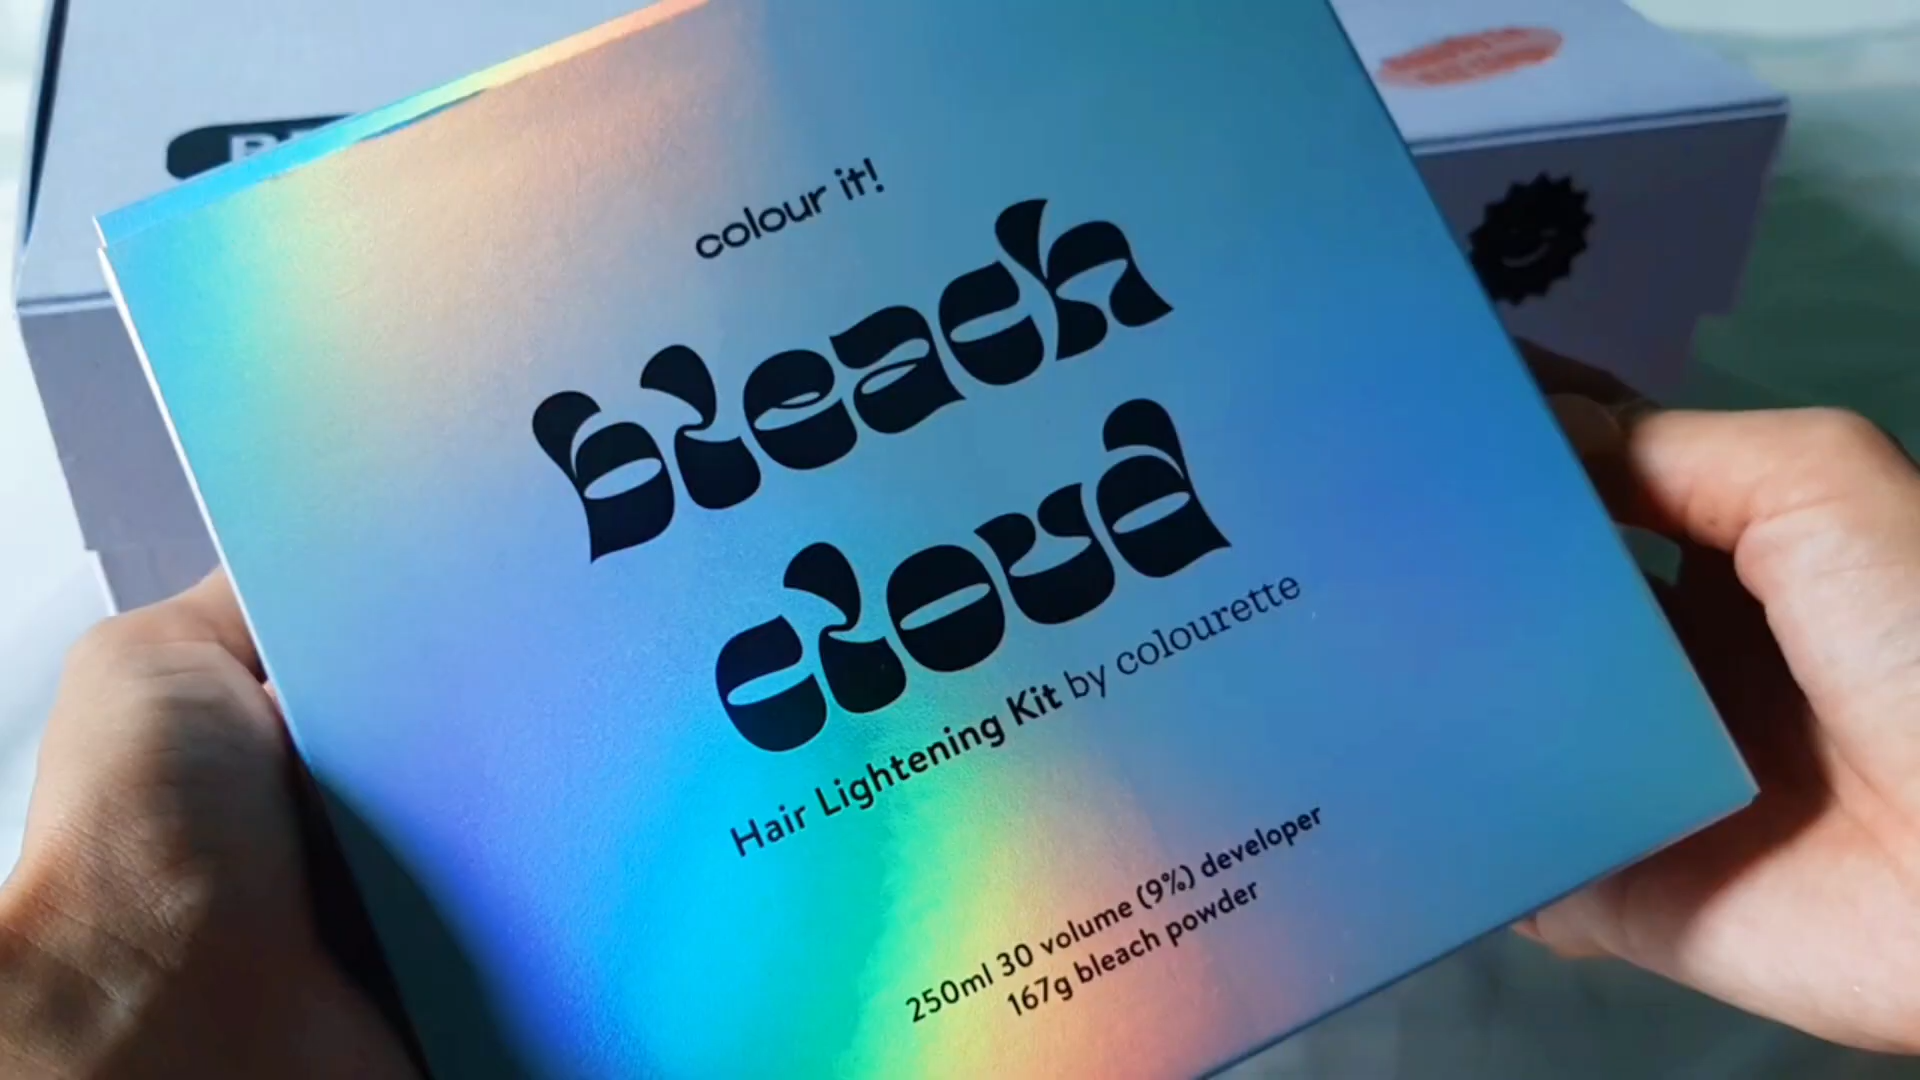 colour it!
bleach
cloud
Hair Lightening Kit by colourette
250ml 30 volume (9%) developer
167g bleach powder